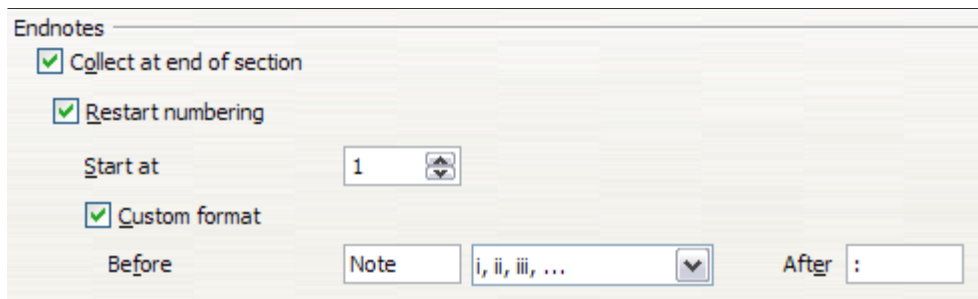 Endnotes
Collect at end of section
Restart numbering
Start at 1
Custom format
Before Note i, ii, iii, ... After :